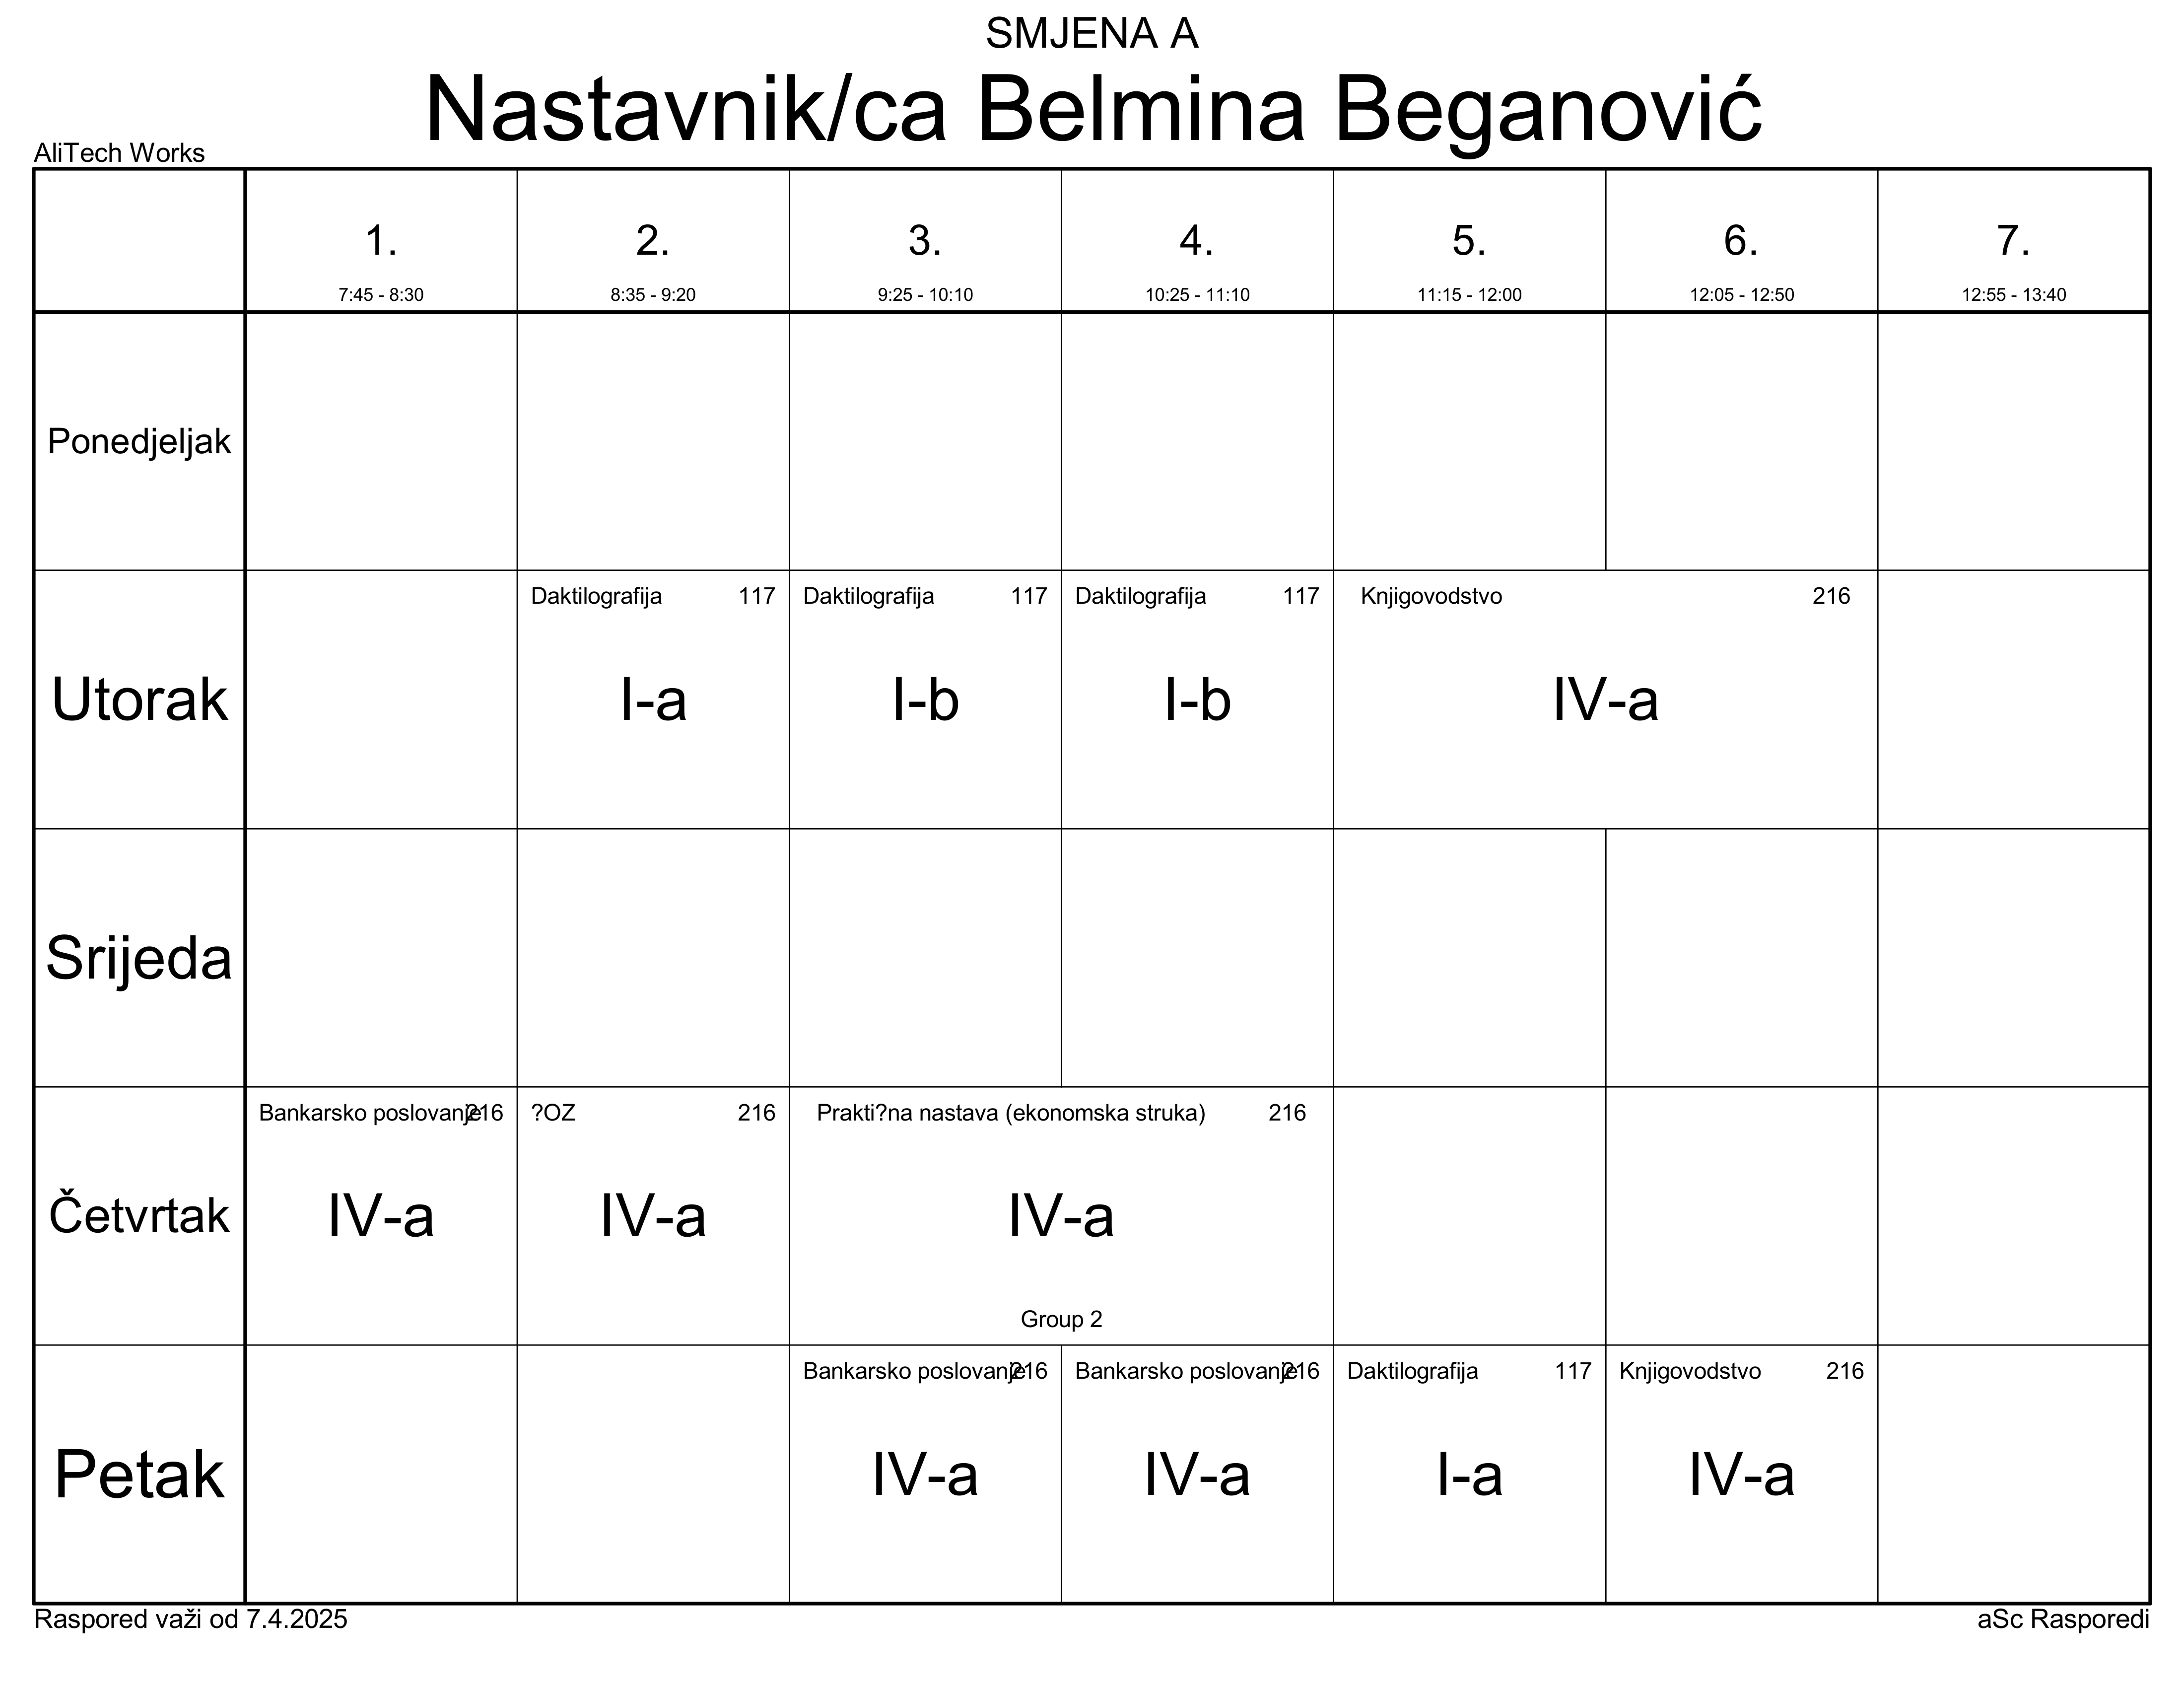 SMJENA A
Nastavnik/ca Belmina Beganović
AliTech Works
1. 2. 3. 4. 5. 6. 7.
7:45 - 8:30 8:35 - 9:20 9:25 - 10:10 10:25 - 11:10 11:15 - 12:00 12:05 - 12:50 12:55 - 13:40
Ponedjeljak
Daktilografija 117 Daktilografija 117 Daktilografija 117 Knjigovodstvo 216
Utorak I-a I-b I-b IV-a
Srijeda
Bankarsko poslovanje 216 ?OZ 216 Prakti?na nastava (ekonomska struka) 216
Četvrtak IV-a IV-a IV-a
Group 2
Bankarsko poslovanje 216 Bankarsko poslovanje 216 Daktilografija 117 Knjigovodstvo 216
Petak IV-a IV-a I-a IV-a
Raspored važi od 7.4.2025 aSc Rasporedi